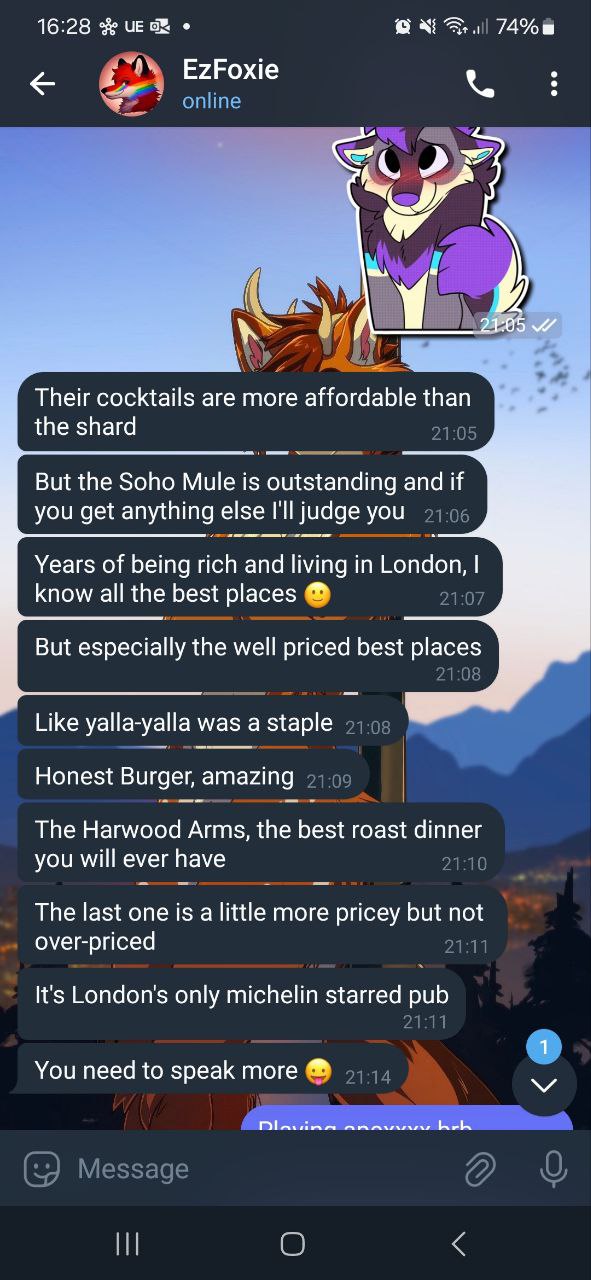 16:28 UE 74%
EzFoxie
online
21:05
Their cocktails are more affordable than
the shard 21:05
But the Soho Mule is outstanding and if
you get anything else I'll judge you 21:06
Years of being rich and living in London, I
know all the best places 🙂 21:07
But especially the well priced best places
21:08
Like yalla-yalla was a staple 21:08
Honest Burger, amazing 21:09
The Harwood Arms, the best roast dinner
you will ever have 21:10
The last one is a little more pricey but not
over-priced 21:11
It's London's only michelin starred pub
21:11
1
You need to speak more 😛 21:14
Playing apexxxx brb
Message